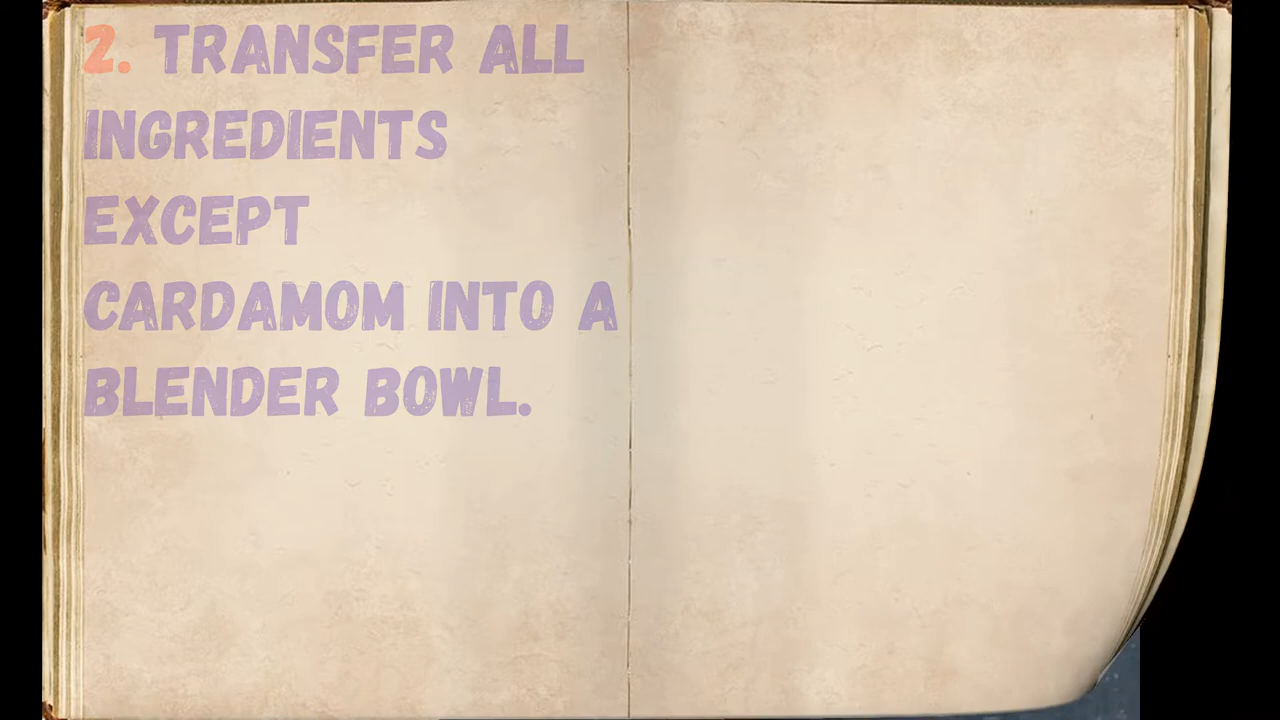 2. TRANSFER ALL
INGREDIENTS
EXCEPT
CARDAMOM INTO A
BLENDER BOWL.